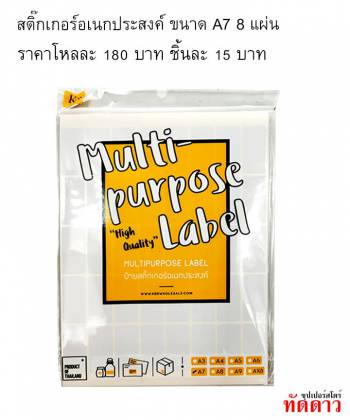 สติ๊กเกอร์อเนกประสงค์ ขนาด A7 8 แผ่น
ราคาโหลละ 180 บาท ชิ้นละ 15 บาท
Multi-
purpose
"High
Quality"
Label
MULTIPURPOSE LABEL
ป้ายสติ๊กเกอร์อเนกประสงค์
WWW.KRWHOLESALE.COM
PRODUCT
OF
THAILAND
A3 A4 A5 A6
A7 A8 A9
ซุปเปอร์สโตร์
ทัดดาว